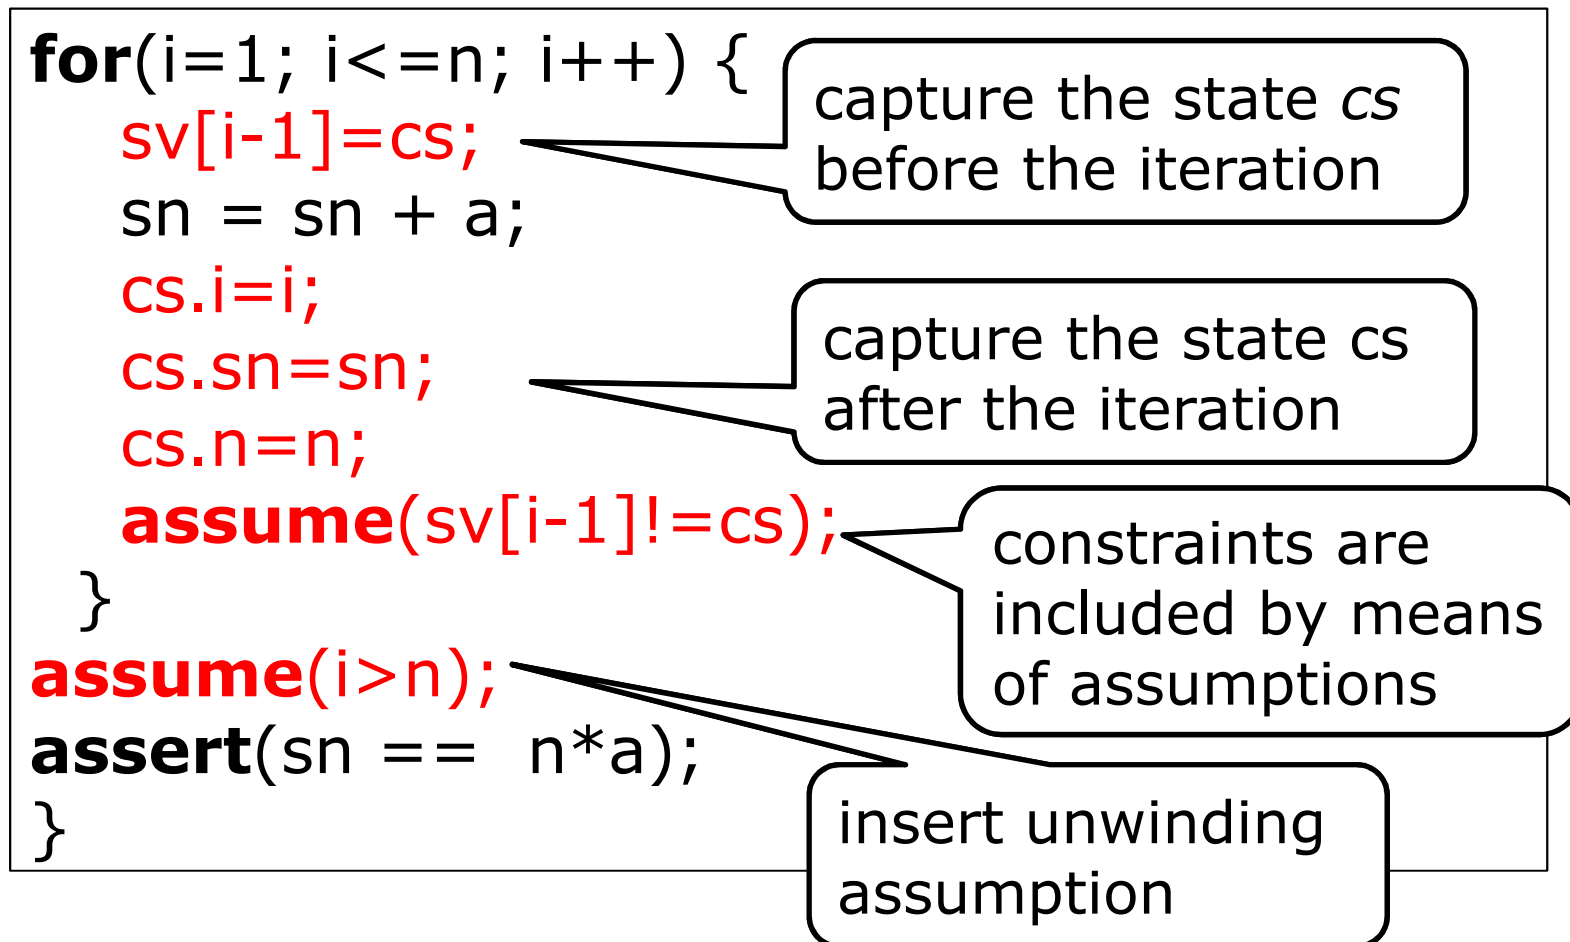 for(i=1; i<=n; i++) {
sv[i-1]=cs;
sn = sn + a;
cs.i=i;
cs.sn=sn;
cs.n=n;
assume(sv[i-1]!=cs);
}
assume(i>n);
assert(sn == n*a);
}
capture the state cs
before the iteration
capture the state cs
after the iteration
constraints are
included by means
of assumptions
insert unwinding
assumption